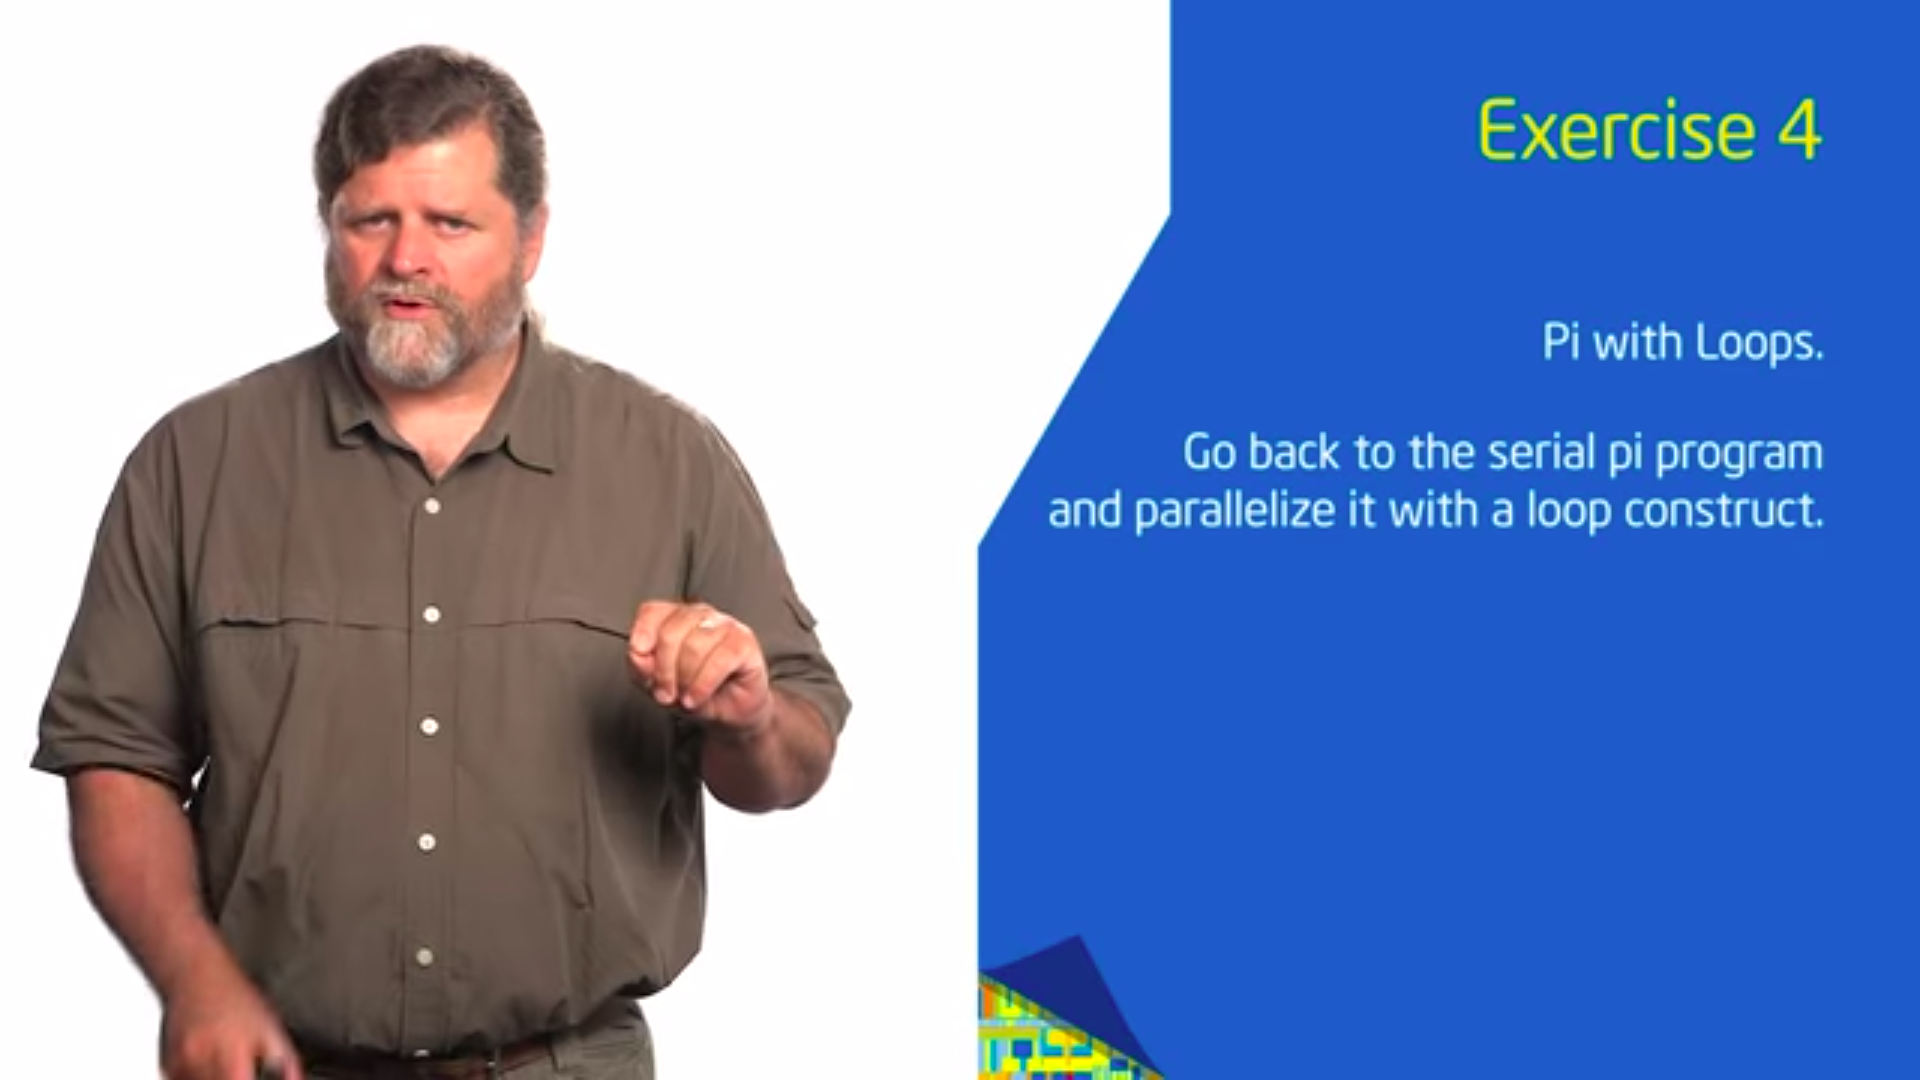 Exercise 4
Pi with Loops.
Go back to the serial pi program
and parallelize it with a loop construct.